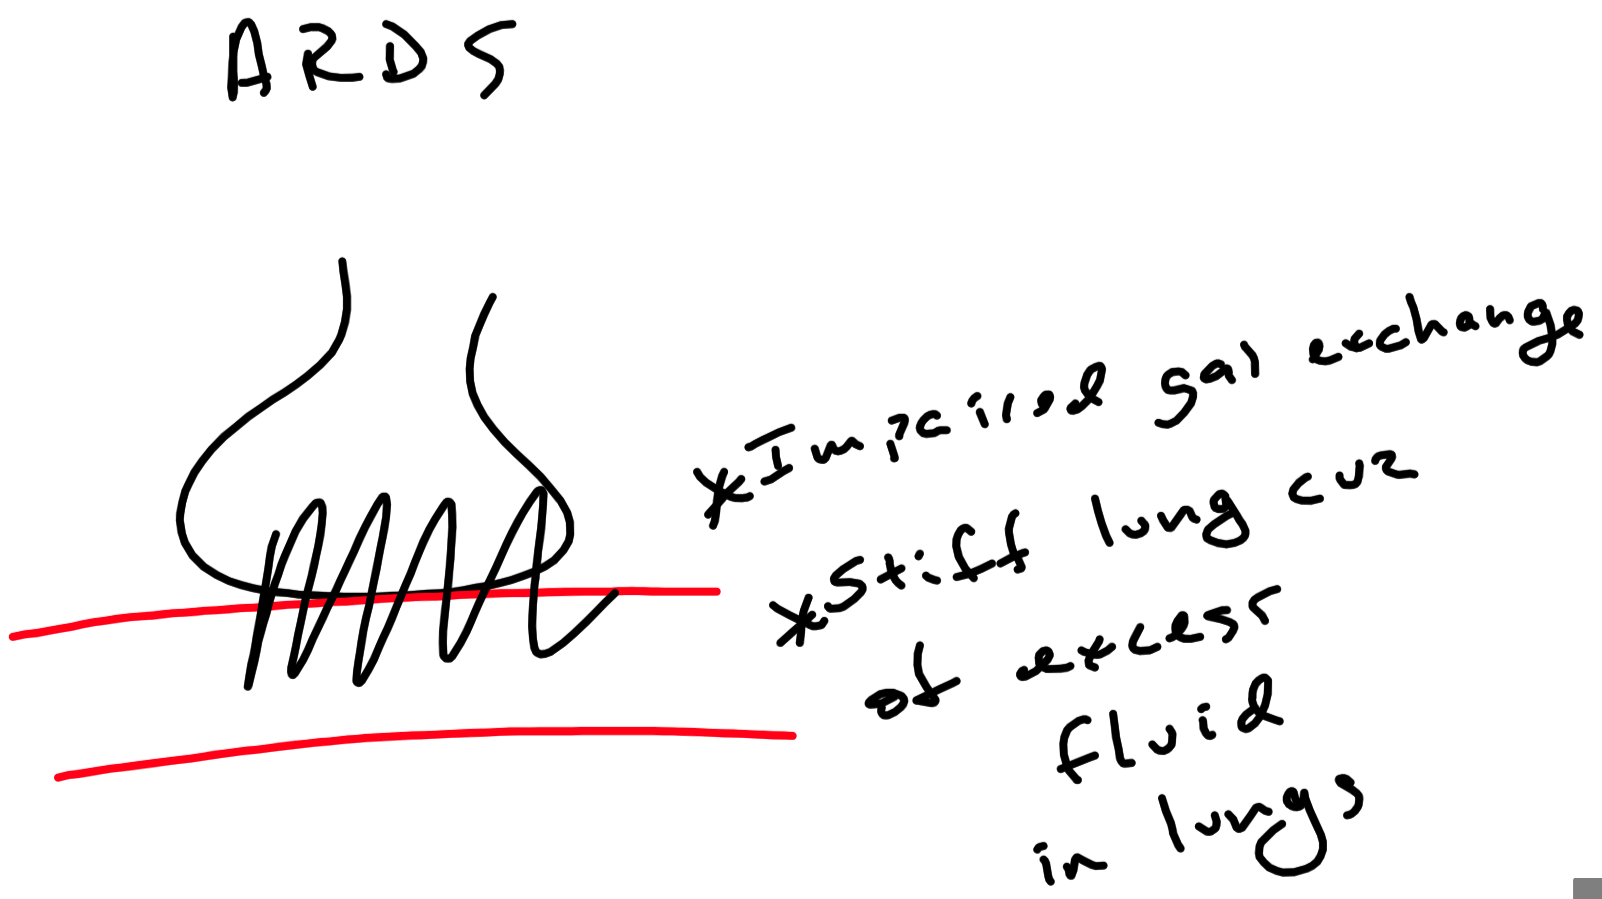 ARDS
*Impaired gas exchange
*Stiff lung cuz
of excess
fluid
in lungs